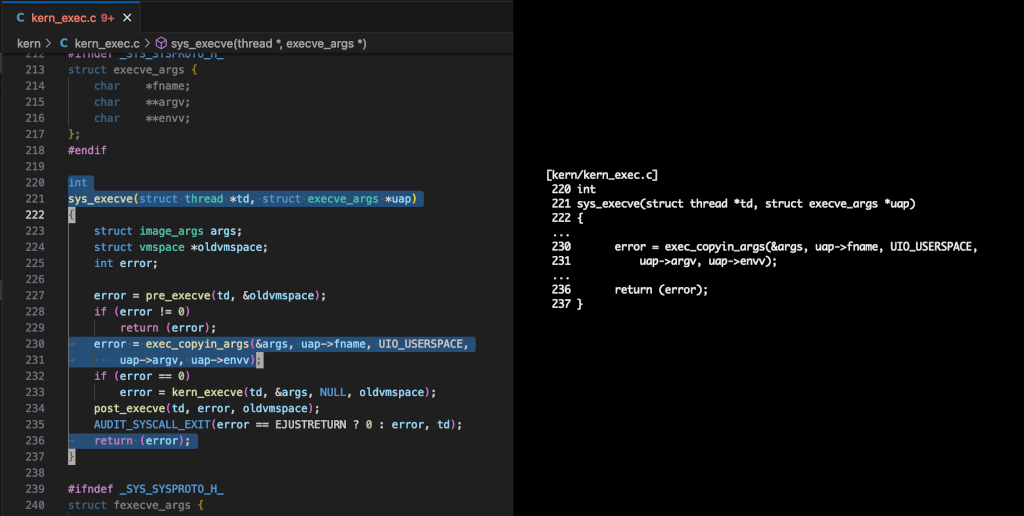 kern_exec.c 9+ ×
kern > C kern_exec.c > sys_execve(thread *, execve_args *)
212 #ifndef _SYS_SYSPROTO_H_
213 struct execve_args {
214     char    *fname;
215     char    **argv;
216     char    **envv;
217 };
218 #endif
219
220 int
221 sys_execve(struct thread *td, struct execve_args *uap)
222 {
223     struct image_args args;
224     struct vmspace *oldvmspace;
225     int error;
226
227     error = pre_execve(td, &oldvmspace);
228     if (error != 0)
229         return (error);
230     error = exec_copyin_args(&args, uap->fname, UIO_USERSPACE,
231         uap->argv, uap->envv);
232     if (error == 0)
233         error = kern_execve(td, &args, NULL, oldvmspace);
234     post_execve(td, error, oldvmspace);
235     AUDIT_SYSCALL_EXIT(error == EJUSTRETURN ? 0 : error, td);
236     return (error);
237 }
238
239 #ifndef _SYS_SYSPROTO_H_
240 struct fexecve_args {
[kern/kern_exec.c]
220 int
221 sys_execve(struct thread *td, struct execve_args *uap)
222 {
...
230     error = exec_copyin_args(&args, uap->fname, UIO_USERSPACE,
231         uap->argv, uap->envv);
...
236     return (error);
237 }